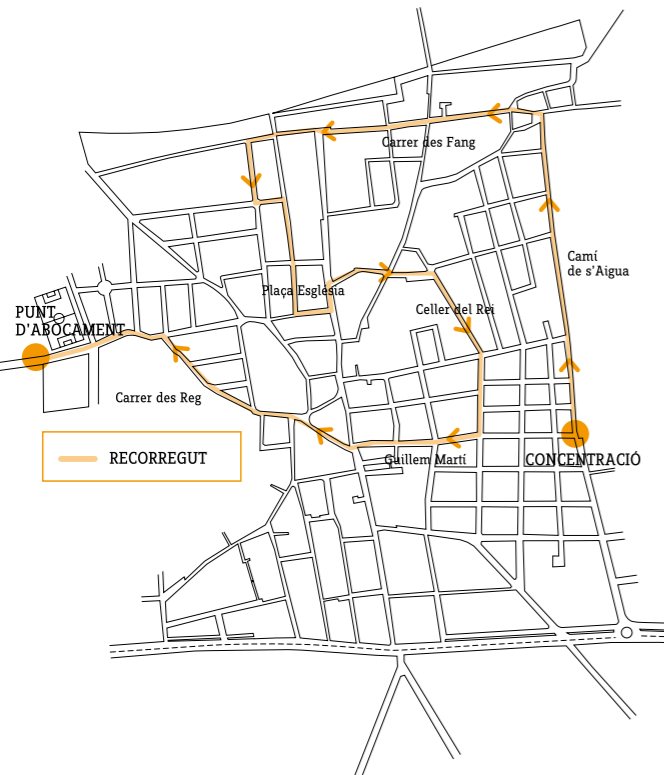 Carrer des Fang
Camí
de s'Aigua
Plaça Església
Celler del Rei
PUNT
D'ABOCAMENT
Carrer des Reg
RECORREGUT
Guillem Martí
CONCENTRACIÓ